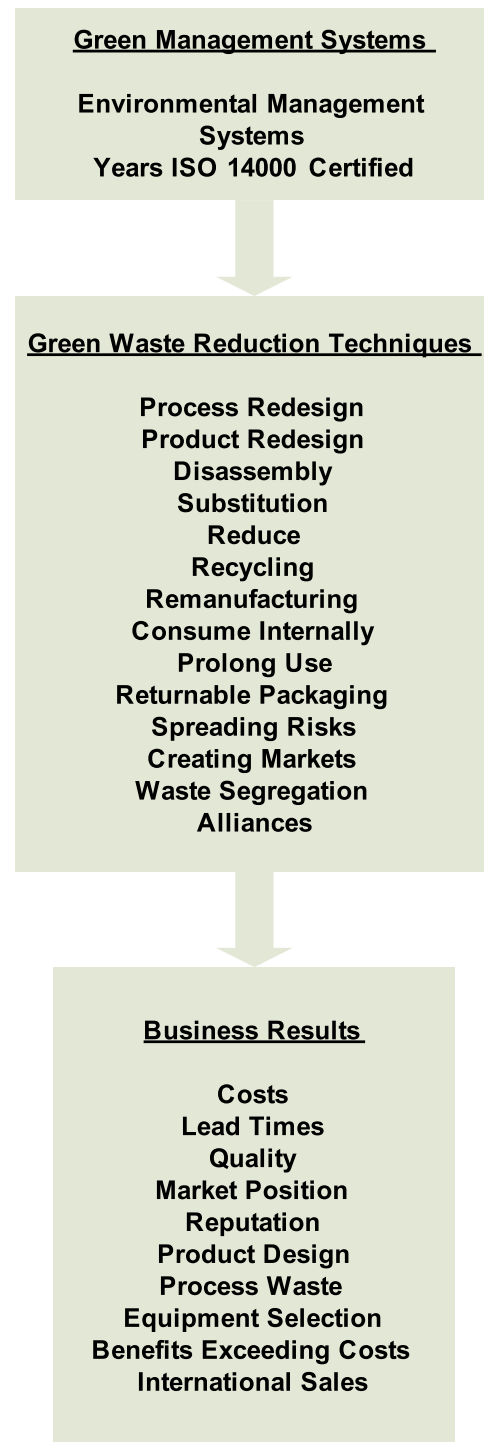 Green Management Systems
Environmental Management
Systems
Years ISO 14000 Certified
Green Waste Reduction Techniques
Process Redesign
Product Redesign
Disassembly
Substitution
Reduce
Recycling
Remanufacturing
Consume Internally
Prolong Use
Returnable Packaging
Spreading Risks
Creating Markets
Waste Segregation
Alliances
Business Results
Costs
Lead Times
Quality
Market Position
Reputation
Product Design
Process Waste
Equipment Selection
Benefits Exceeding Costs
International Sales